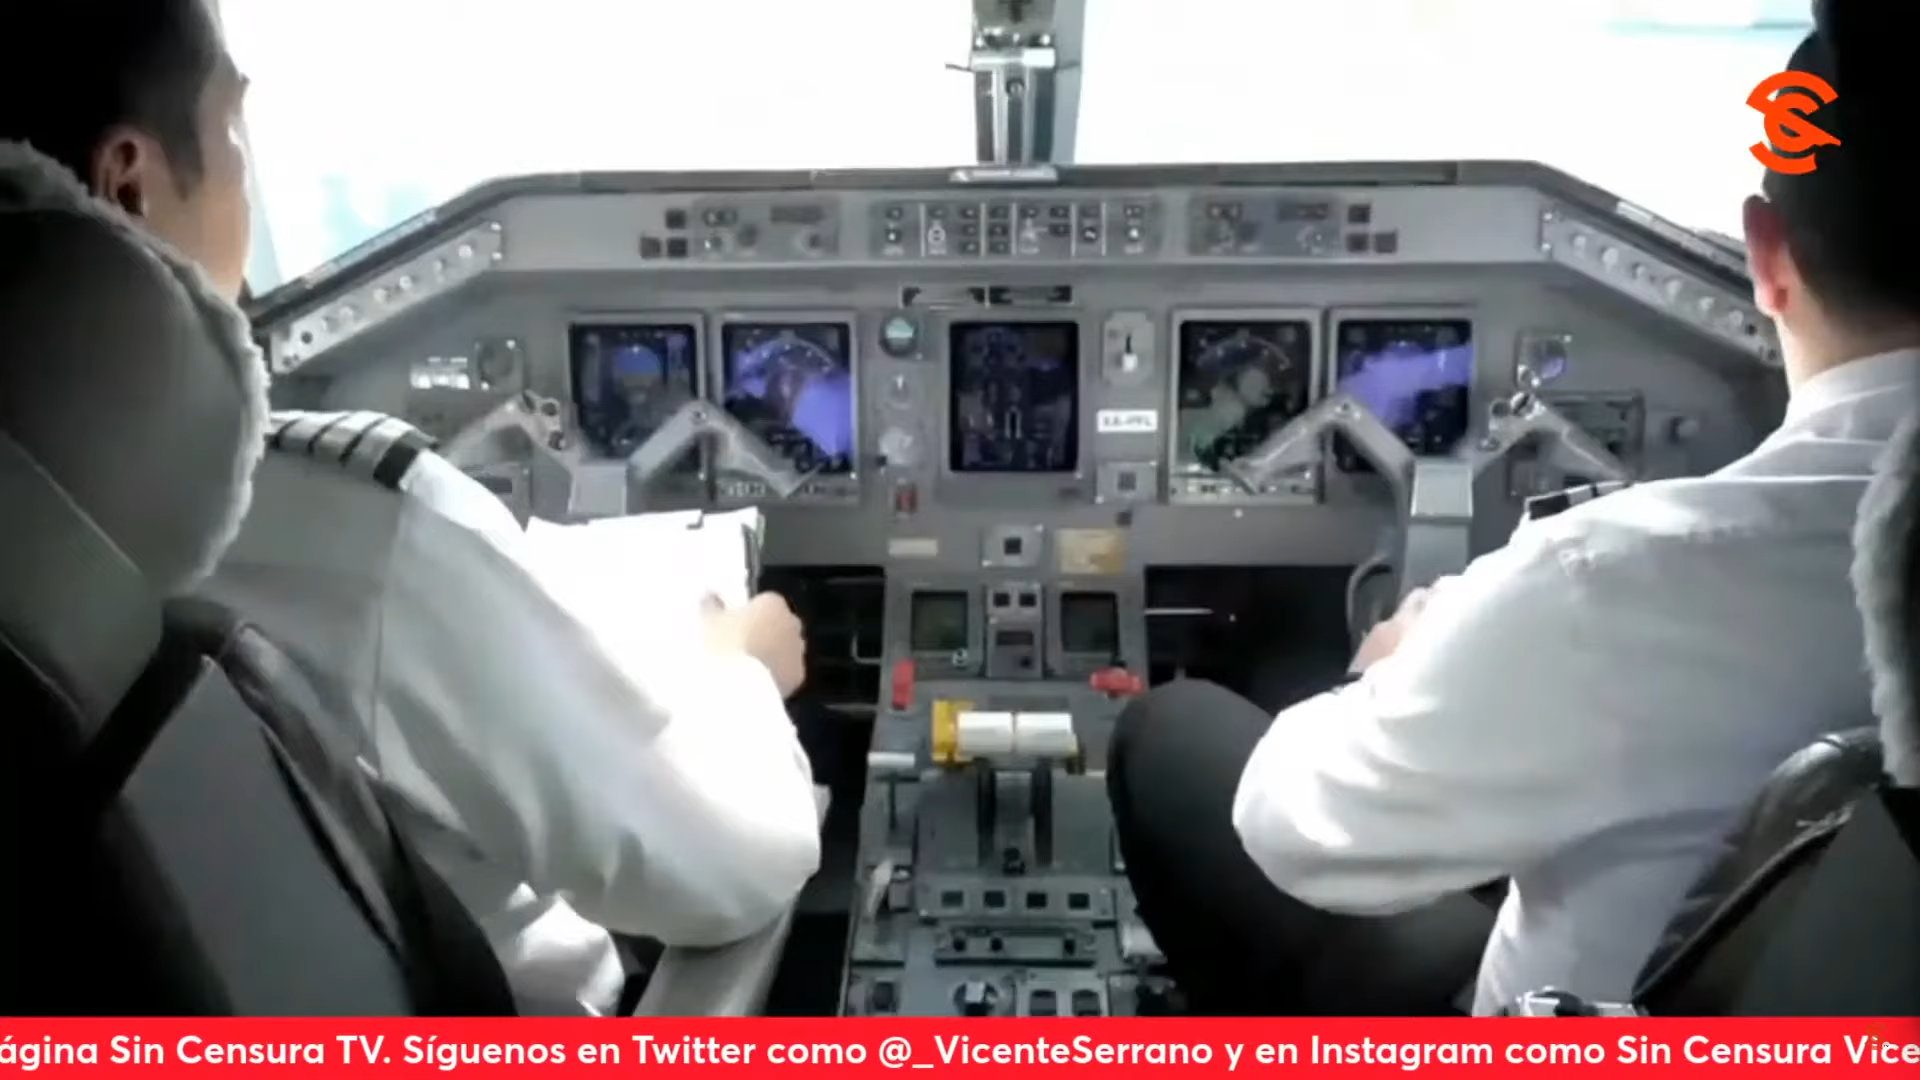 ágina Sin Censura TV. Síguenos en Twitter como @_VicenteSerrano y en Instagram como Sin Censura Vice